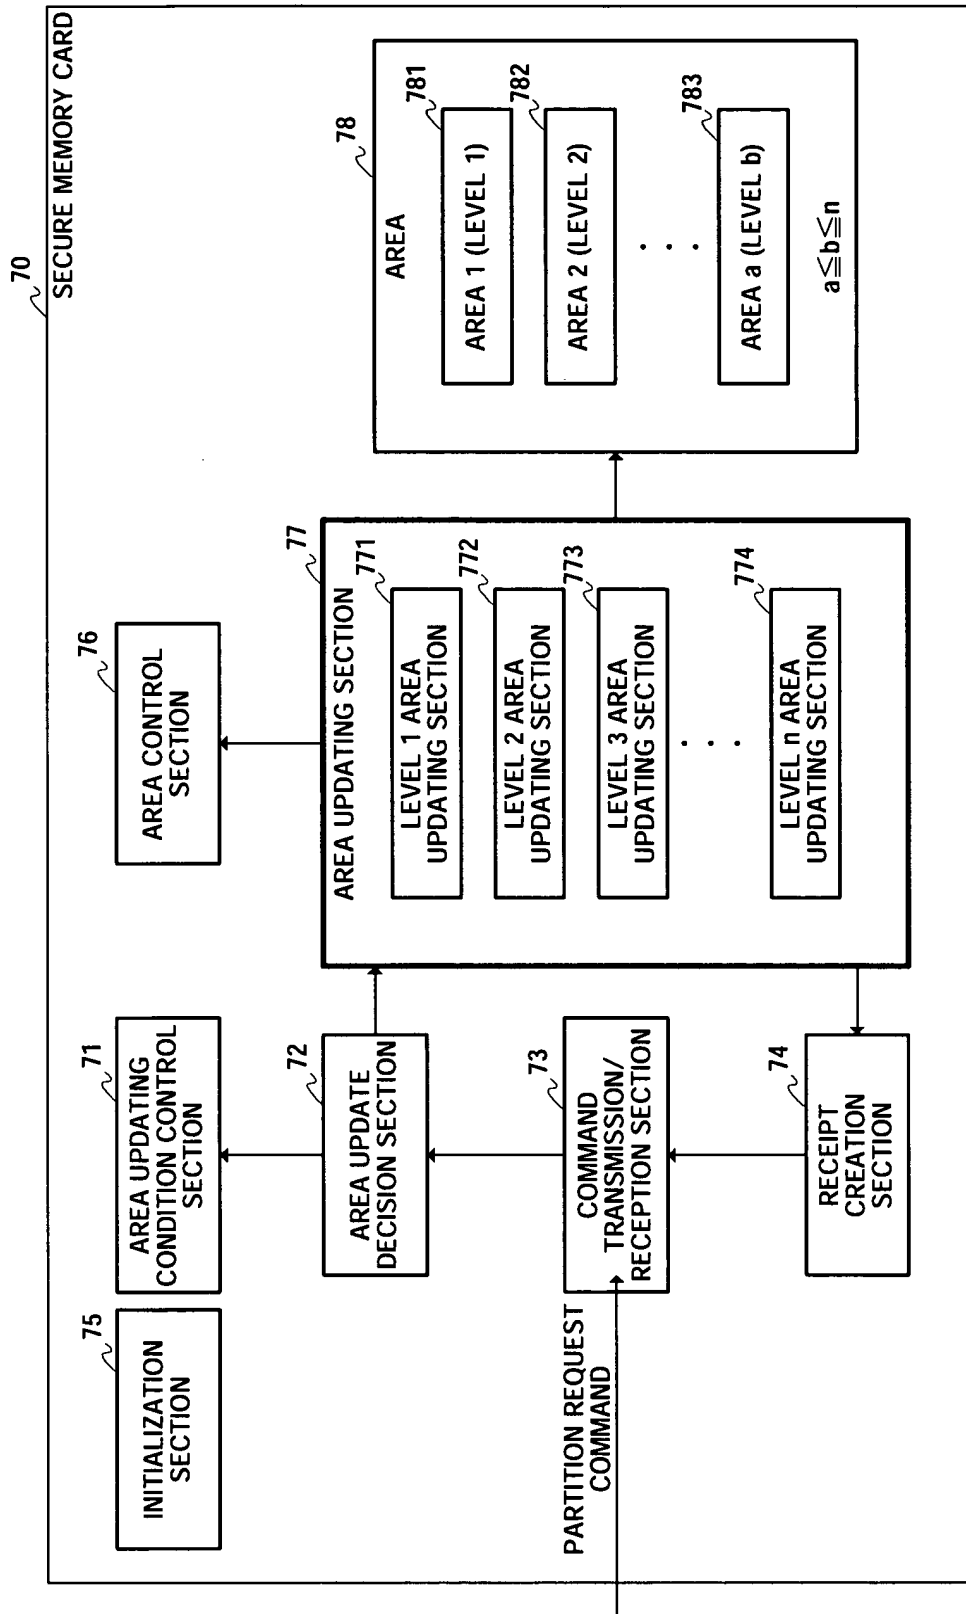 70
SECURE MEMORY CARD
75
INITIALIZATION
SECTION
71
AREA UPDATING
CONDITION CONTROL
SECTION
76
AREA CONTROL
SECTION
72
AREA UPDATE
DECISION SECTION
PARTITION REQUEST
COMMAND
73
COMMAND
TRANSMISSION/
RECEPTION SECTION
74
RECEIPT
CREATION
SECTION
77
AREA UPDATING SECTION
771
LEVEL 1 AREA
UPDATING SECTION
772
LEVEL 2 AREA
UPDATING SECTION
773
LEVEL 3 AREA
UPDATING SECTION
. . .
774
LEVEL n AREA
UPDATING SECTION
78
AREA
781
AREA 1 (LEVEL 1)
782
AREA 2 (LEVEL 2)
. . .
783
AREA a (LEVEL b)
a≦b≦n